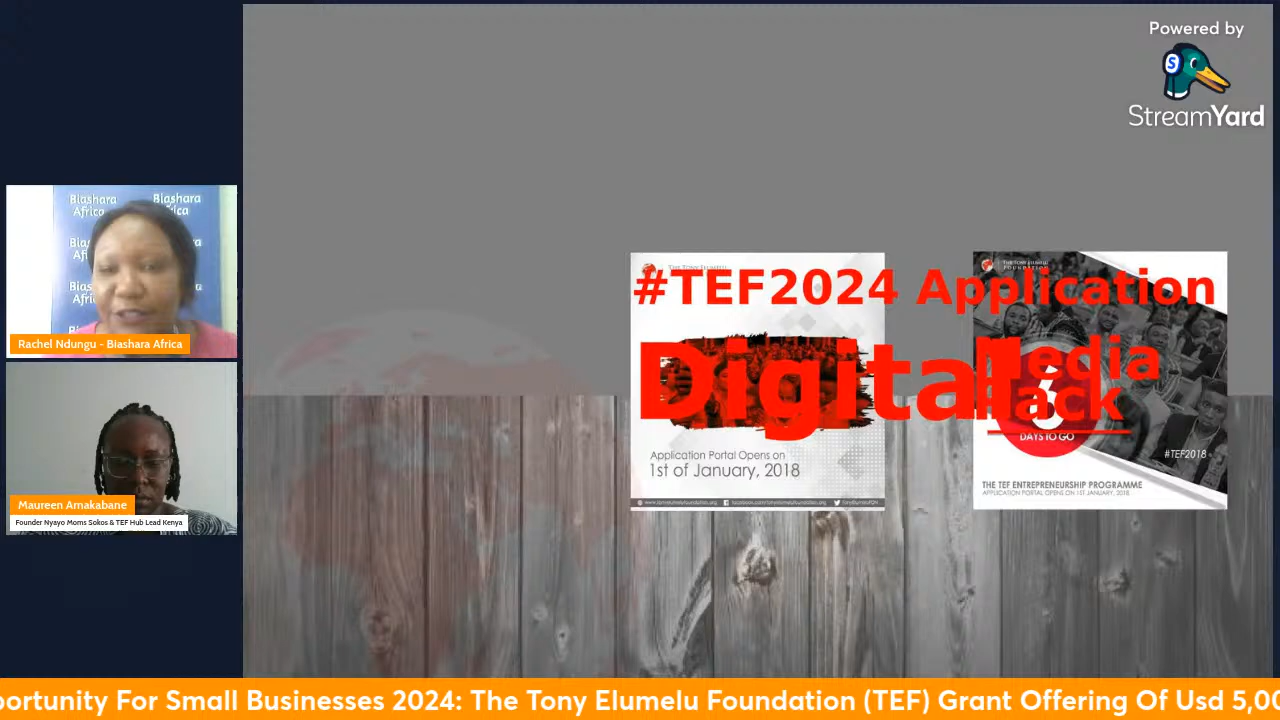 Powered by
StreamYard
Biashara
Africa
Biashara
Rachel Ndungu - Biashara Africa
Maureen Amakabane
Founder Nyayo Moms Sokos & TEF Hub Lead Kenya
#TEF2024 Application
Digital
Media
Pack
Application Portal Opens on
1st of January, 2018
DAYS TO GO
#TEF2018
THE TEF ENTREPRENEURSHIP PROGRAMME
APPLICATION PORTAL OPENS ON 1ST JANUARY, 2018
portunity For Small Businesses 2024: The Tony Elumelu Foundation (TEF) Grant Offering Of Usd 5,00